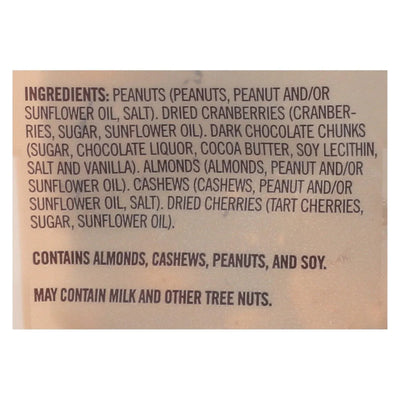 INGREDIENTS: PEANUTS (PEANUTS, PEANUT AND/OR
SUNFLOWER OIL, SALT). DRIED CRANBERRIES (CRANBER-
RIES, SUGAR, SUNFLOWER OIL). DARK CHOCOLATE CHUNKS
(SUGAR, CHOCOLATE LIQUOR, COCOA BUTTER, SOY LECITHIN,
SALT AND VANILLA). ALMONDS (ALMONDS, PEANUT AND/OR
SUNFLOWER OIL). CASHEWS (CASHEWS, PEANUT AND/OR
SUNFLOWER OIL, SALT). DRIED CHERRIES (TART CHERRIES,
SUGAR, SUNFLOWER OIL).
CONTAINS ALMONDS, CASHEWS, PEANUTS, AND SOY.
MAY CONTAIN MILK AND OTHER TREE NUTS.